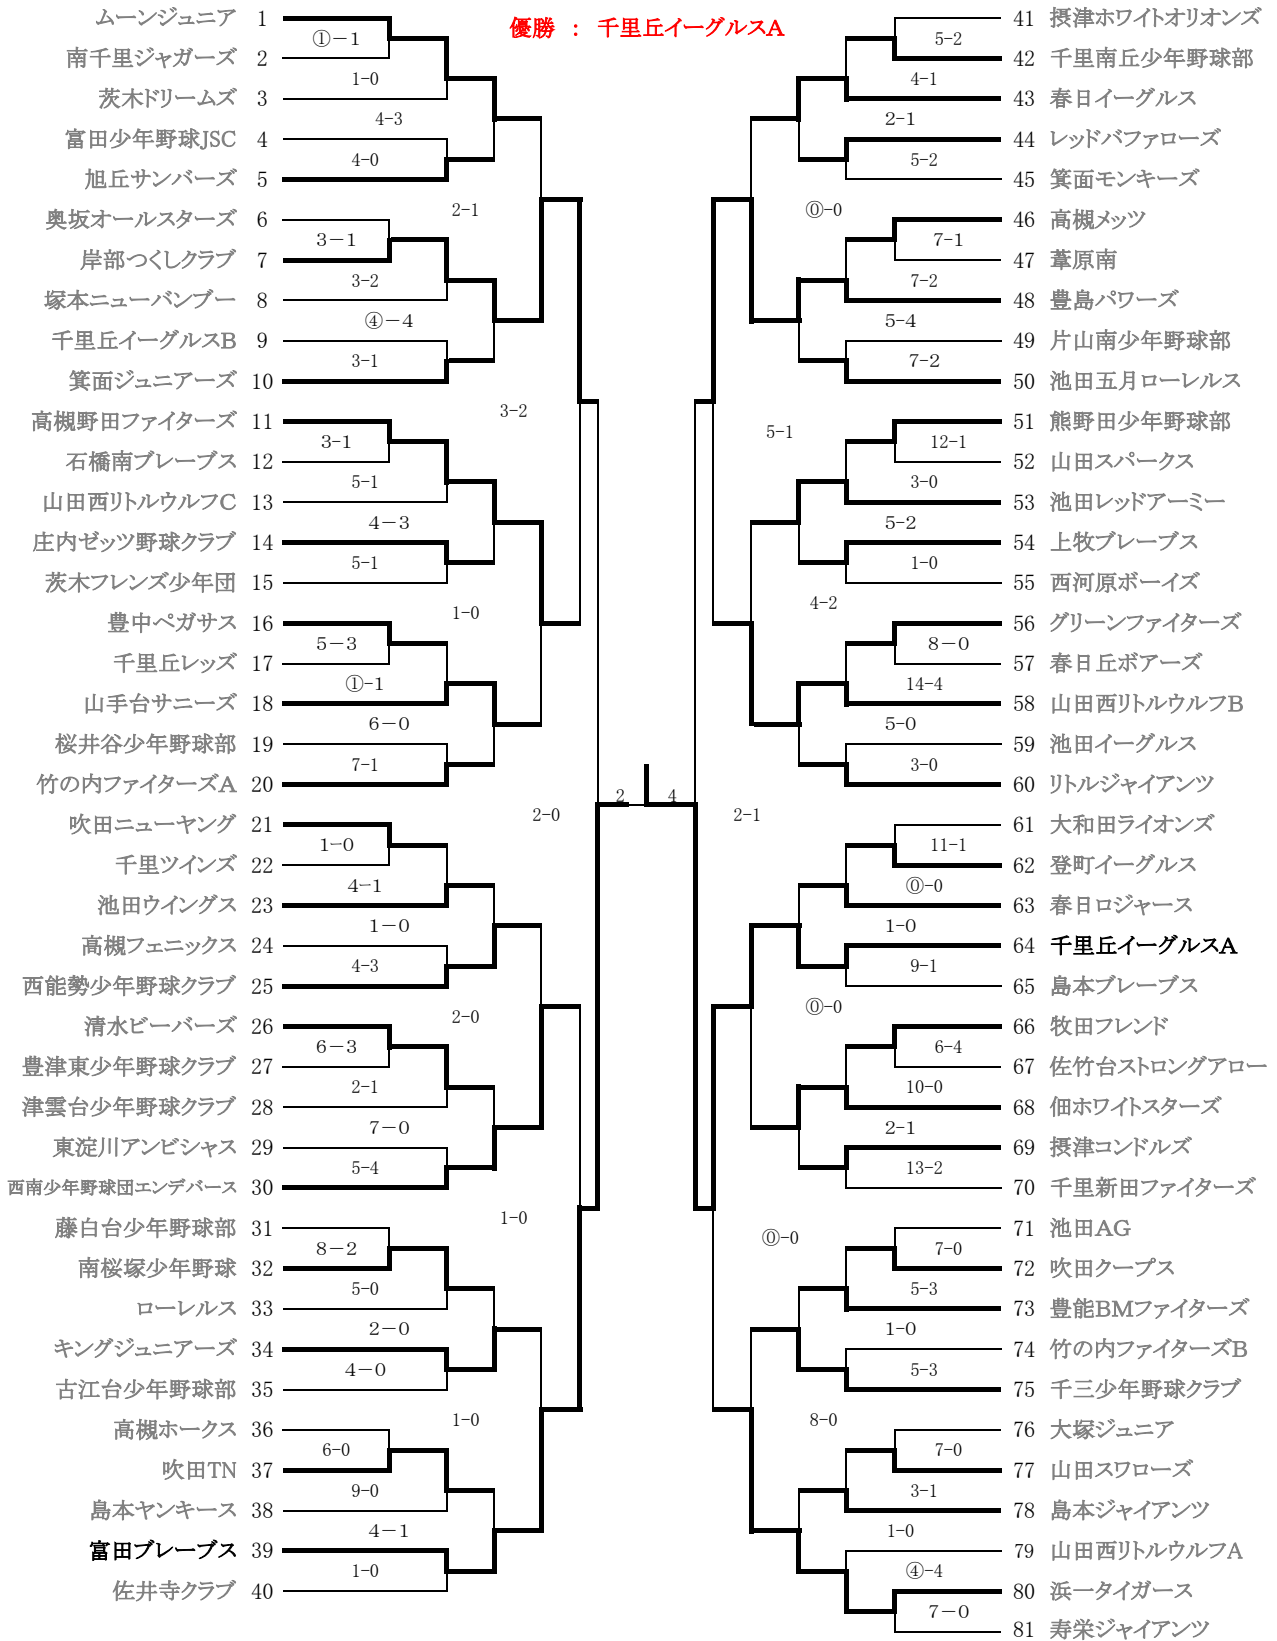 優勝 ： 千里丘イーグルスA
ムーンジュニア 1
①－1
南千里ジャガーズ 2
1-0
茨木ドリームズ 3
4-3
富田少年野球JSC 4
4-0
旭丘サンバーズ 5
2-1
奥坂オールスターズ 6
3－1
岸部つくしクラブ 7
3-2
塚本ニューバンブー 8
④－4
千里丘イーグルスB 9
3-1
箕面ジュニアーズ 10
3-2
高槻野田ファイターズ 11
3-1
石橋南ブレーブス 12
5-1
山田西リトルウルフC 13
4－3
庄内ゼッツ野球クラブ 14
5-1
茨木フレンズ少年団 15
1-0
豊中ペガサス 16
5－3
千里丘レッズ 17
①-1
山手台サニーズ 18
6－0
桜井谷少年野球部 19
7-1
竹の内ファイターズA 20
2-0
吹田ニューヤング 21
1－0
千里ツインズ 22
4－1
池田ウイングス 23
1－0
高槻フェニックス 24
4-3
西能勢少年野球クラブ 25
2-0
清水ビーバーズ 26
6－3
豊津東少年野球クラブ 27
2-1
津雲台少年野球クラブ 28
7－0
東淀川アンビシャス 29
5-4
西南少年野球団エンデバース 30
1-0
藤白台少年野球部 31
8－2
南桜塚少年野球 32
5-0
ローレルス 33
2－0
キングジュニアーズ 34
4－0
古江台少年野球部 35
1-0
高槻ホークス 36
6-0
吹田TN 37
9-0
島本ヤンキース 38
4－1
富田ブレーブス 39
1-0
佐井寺クラブ 40
2 4
41 摂津ホワイトオリオンズ
5-2
42 千里南丘少年野球部
4-1
43 春日イーグルス
2-1
44 レッドバファローズ
5-2
45 箕面モンキーズ
⓪-0
46 高槻メッツ
7-1
47 葦原南
7-2
48 豊島パワーズ
5-4
49 片山南少年野球部
7-2
50 池田五月ローレルス
5-1
51 熊野田少年野球部
12-1
52 山田スパークス
3-0
53 池田レッドアーミー
5-2
54 上牧ブレーブス
1-0
55 西河原ボーイズ
4-2
56 グリーンファイターズ
8－0
57 春日丘ボアーズ
14-4
58 山田西リトルウルフB
5-0
59 池田イーグルス
3-0
60 リトルジャイアンツ
2-1
61 大和田ライオンズ
11-1
62 登町イーグルス
⓪-0
63 春日ロジャース
1-0
64 千里丘イーグルスA
9-1
65 島本ブレーブス
⓪-0
66 牧田フレンド
6-4
67 佐竹台ストロングアロー
10-0
68 佃ホワイトスターズ
2-1
69 摂津コンドルズ
13-2
70 千里新田ファイターズ
⓪-0
71 池田AG
7-0
72 吹田クープス
5-3
73 豊能BMファイターズ
1-0
74 竹の内ファイターズB
5-3
75 千三少年野球クラブ
8-0
76 大塚ジュニア
7-0
77 山田スワローズ
3-1
78 島本ジャイアンツ
1-0
79 山田西リトルウルフA
④-4
80 浜一タイガース
7－0
81 寿栄ジャイアンツ